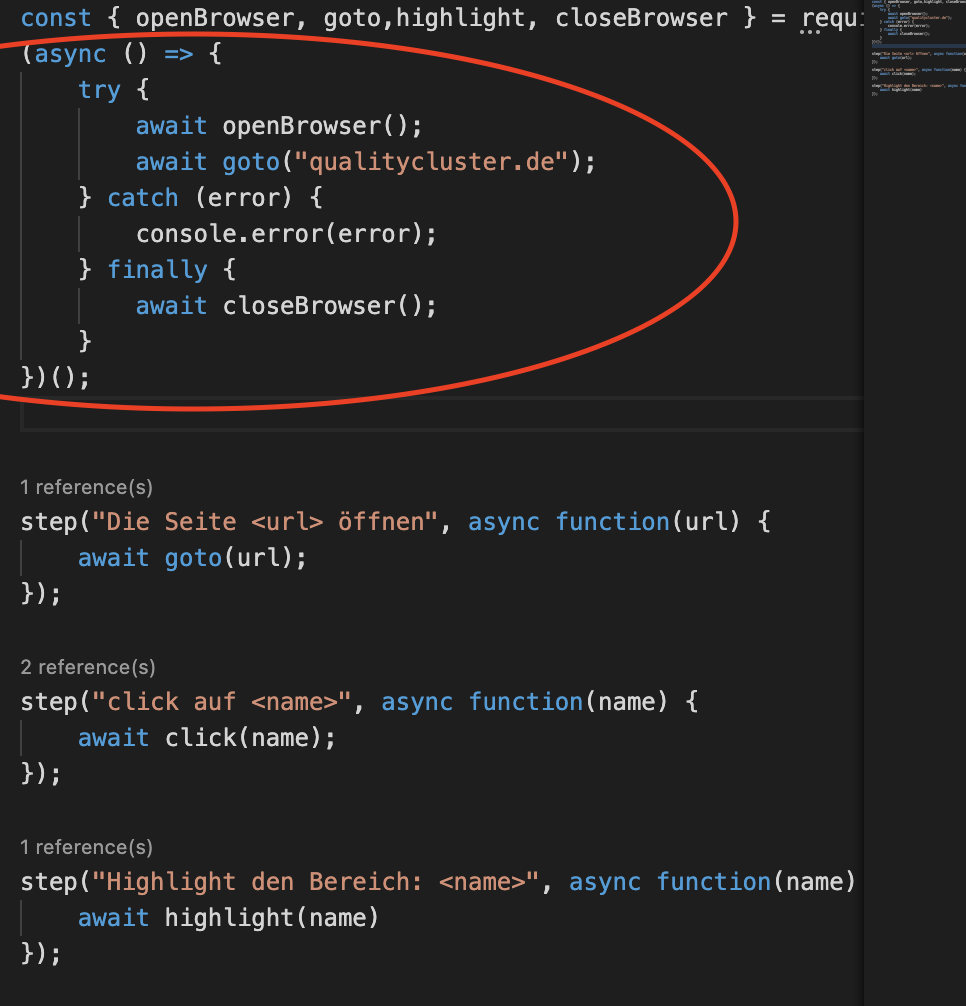 const { openBrowser, goto,highlight, closeBrowser } = requi
(async () => {
try {
await openBrowser();
await goto("qualitycluster.de");
} catch (error) {
console.error(error);
} finally {
await closeBrowser();
}
})();
1 reference(s)
step("Die Seite <url> öffnen", async function(url) {
await goto(url);
});
2 reference(s)
step("click auf <name>", async function(name) {
await click(name);
});
1 reference(s)
step("Highlight den Bereich: <name>", async function(name)
await highlight(name)
});